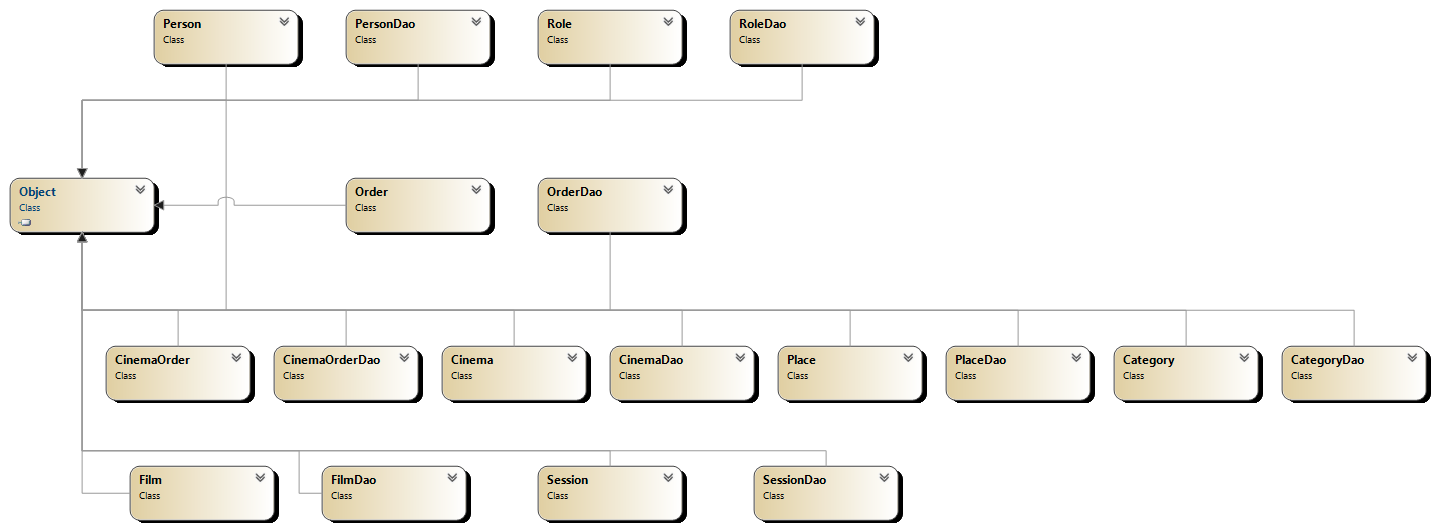 Person
Class
PersonDao
Class
Role
Class
RoleDao
Class
Object
Class
Order
Class
OrderDao
Class
CinemaOrder
Class
CinemaOrderDao
Class
Cinema
Class
CinemaDao
Class
Place
Class
PlaceDao
Class
Category
Class
CategoryDao
Class
Film
Class
FilmDao
Class
Session
Class
SessionDao
Class